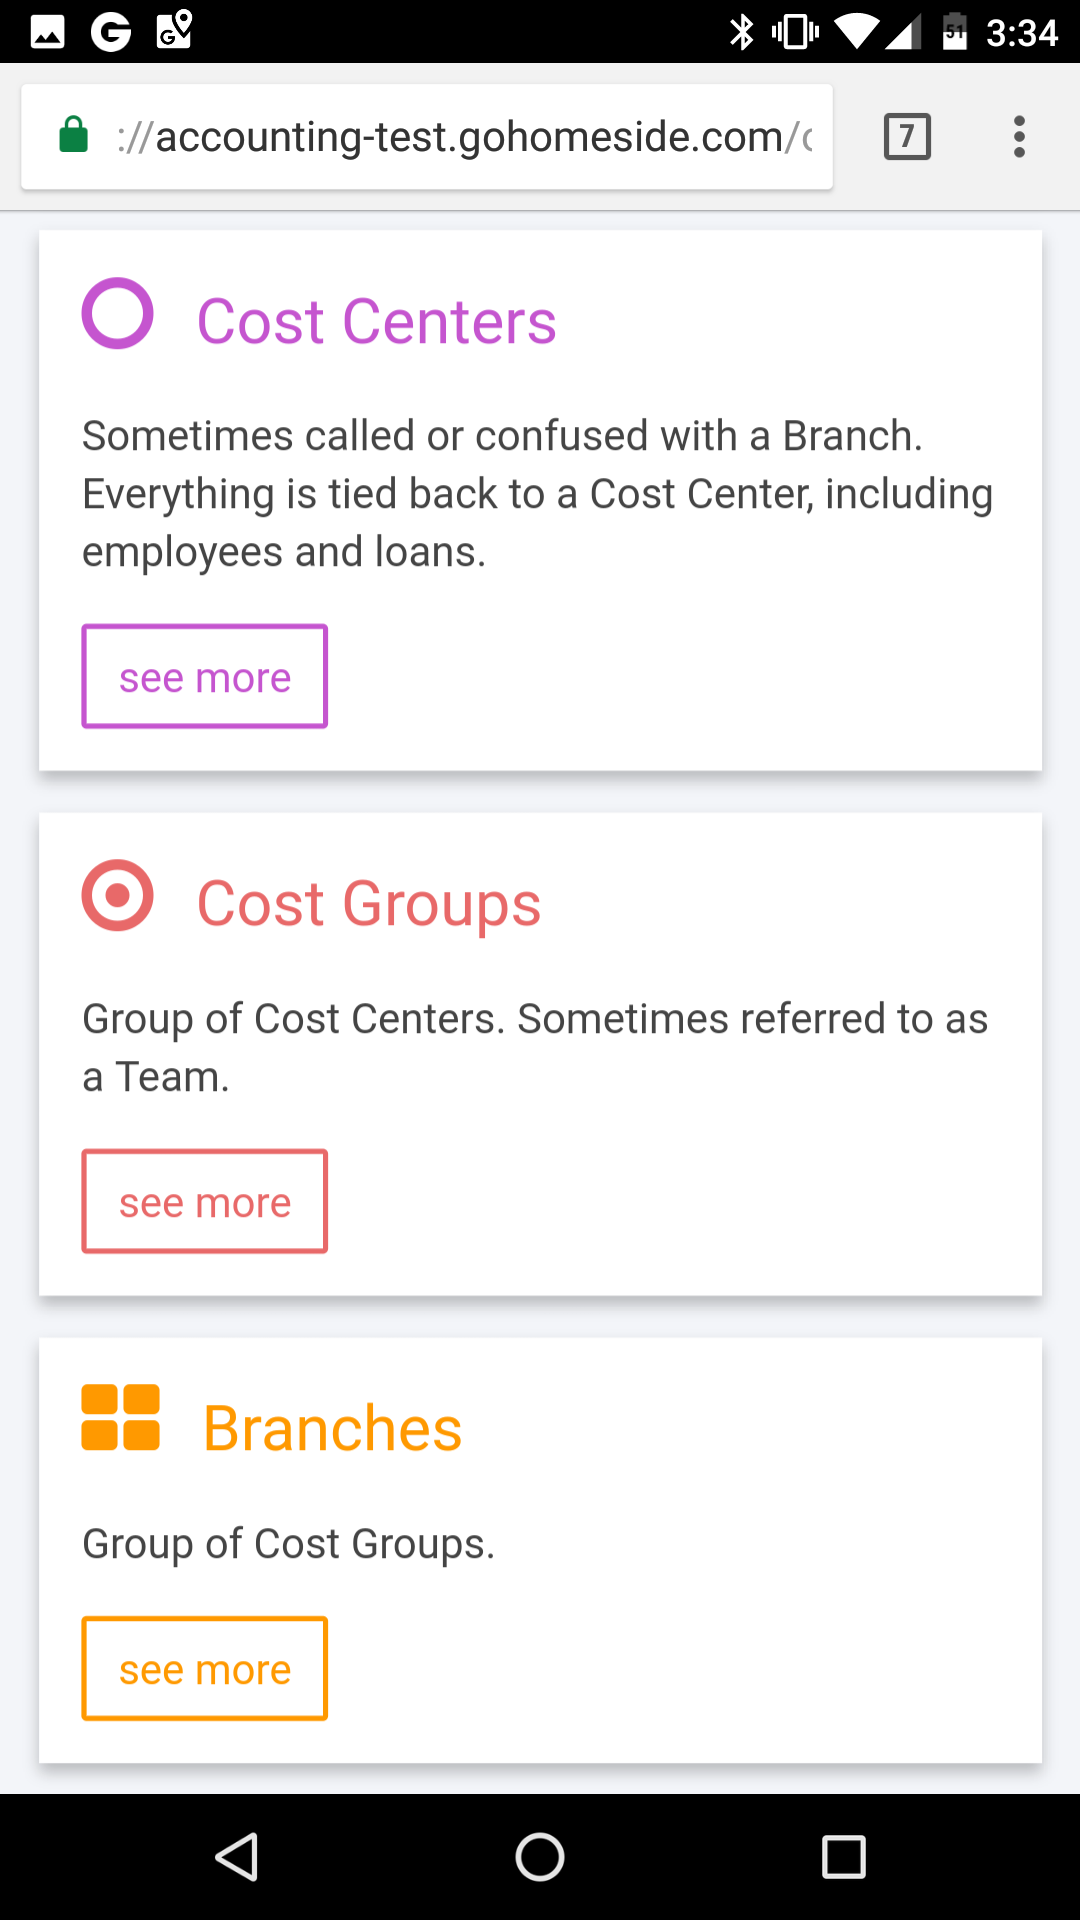 51 3:34
://accounting-test.gohomeside.com/
7
Cost Centers
Sometimes called or confused with a Branch.
Everything is tied back to a Cost Center, including
employees and loans.
see more
Cost Groups
Group of Cost Centers. Sometimes referred to as
a Team.
see more
Branches
Group of Cost Groups.
see more